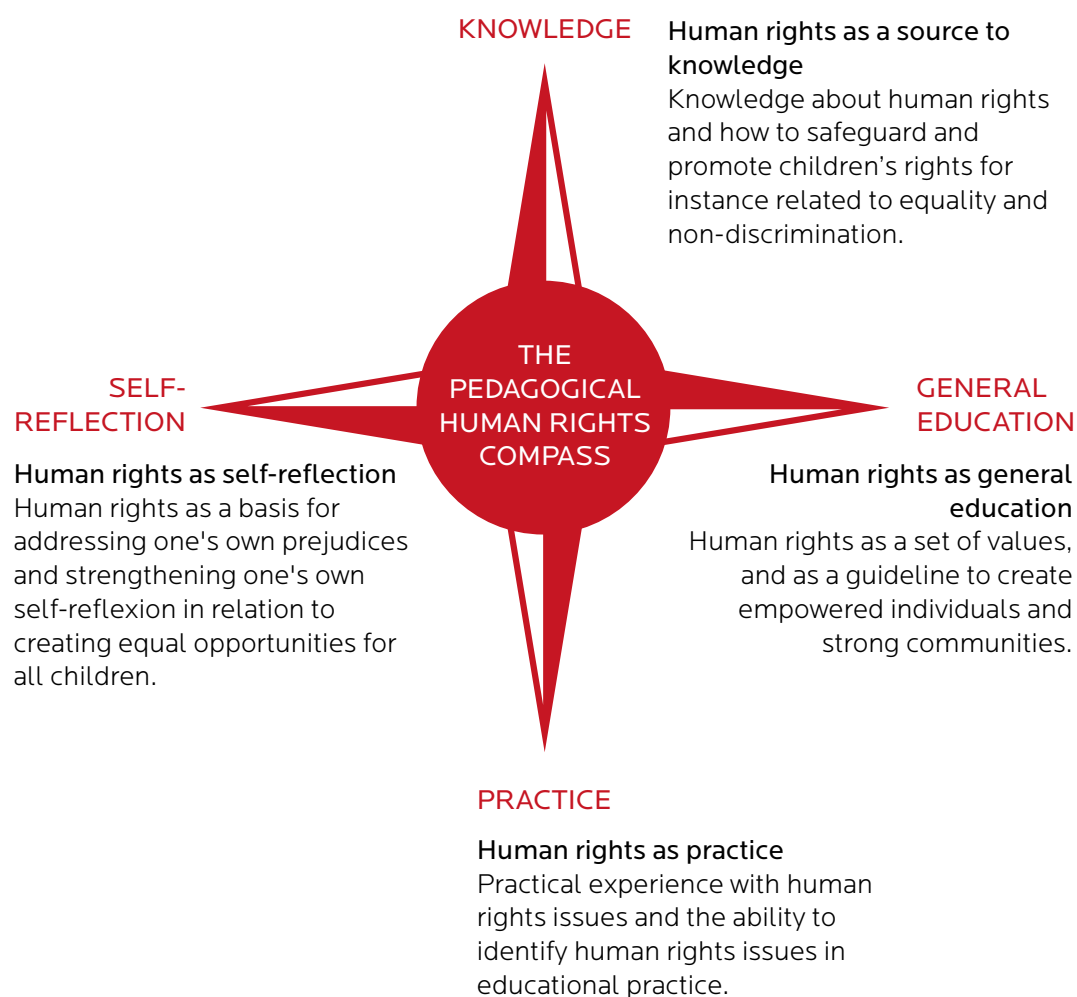 KNOWLEDGE
Human rights as a source to
knowledge
Knowledge about human rights
and how to safeguard and
promote children’s rights for
instance related to equality and
non-discrimination.
THE
PEDAGOGICAL
HUMAN RIGHTS
COMPASS
SELF-
REFLECTION
Human rights as self-reflection
Human rights as a basis for
addressing one's own prejudices
and strengthening one's own
self-reflexion in relation to
creating equal opportunities for
all children.
GENERAL
EDUCATION
Human rights as general
education
Human rights as a set of values,
and as a guideline to create
empowered individuals and
strong communities.
PRACTICE
Human rights as practice
Practical experience with human
rights issues and the ability to
identify human rights issues in
educational practice.